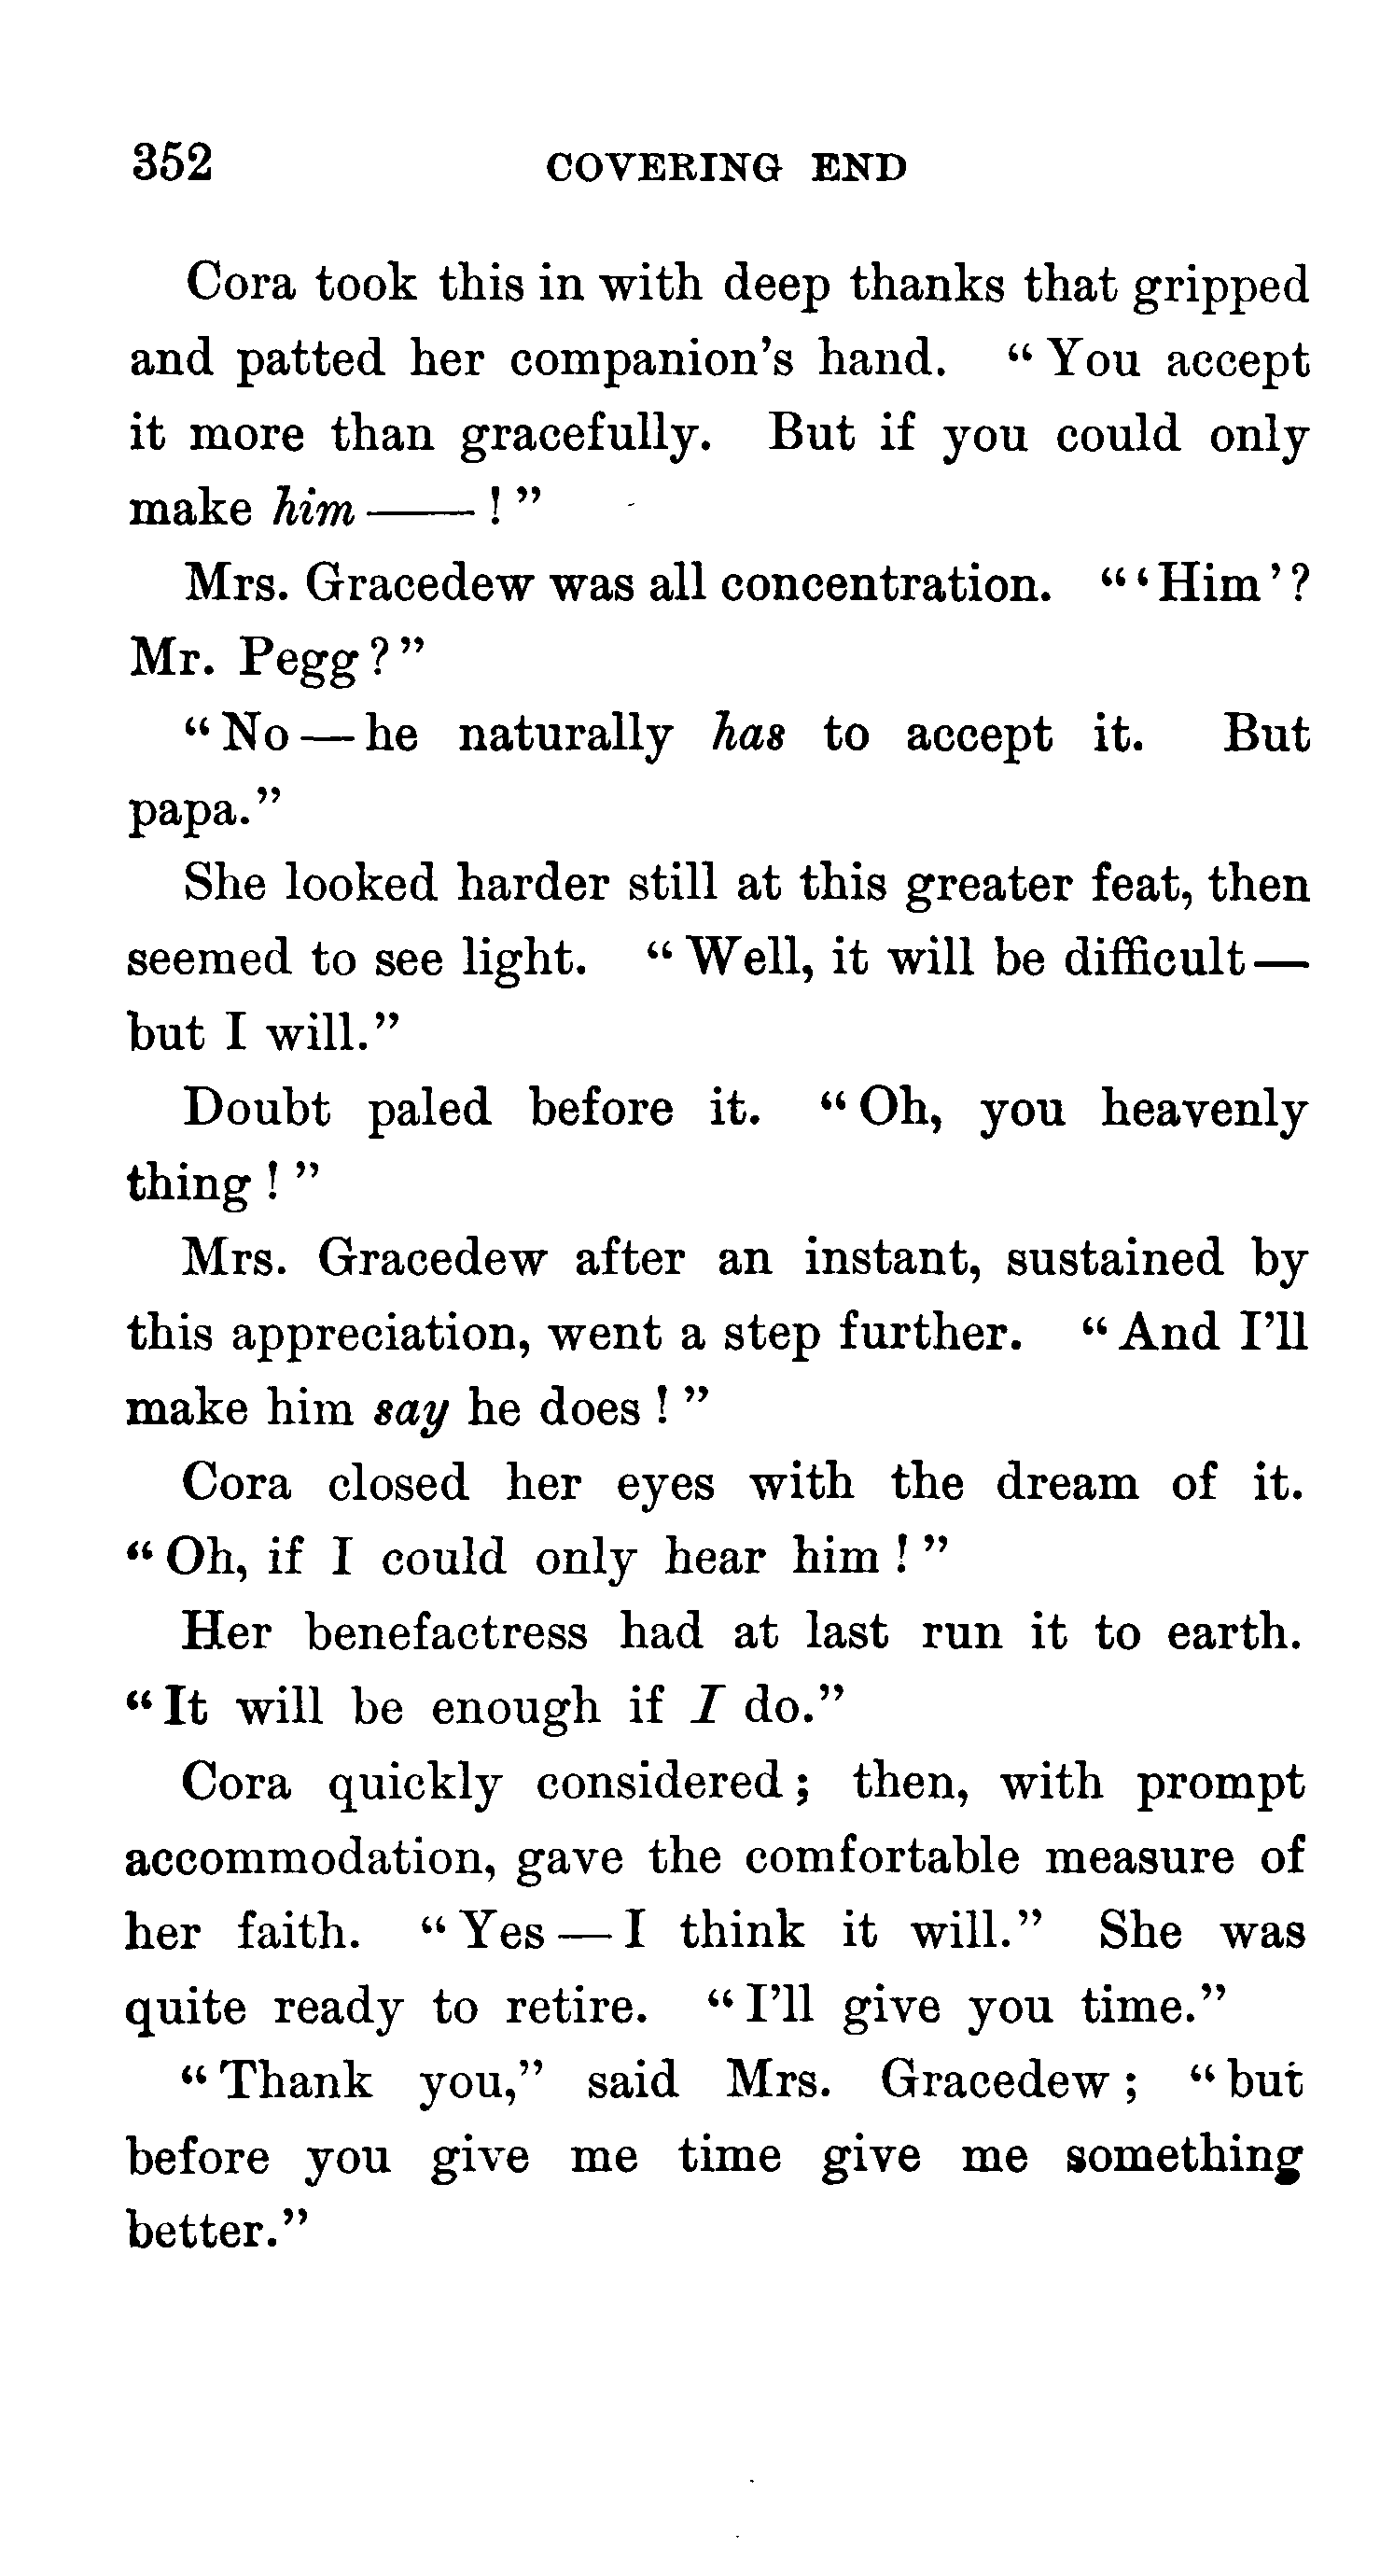 352 COVERING END
Cora took this in with deep thanks that gripped
and patted her companion's hand. “ You accept
it more than gracefully. But if you could only
make him —— ! ”
Mrs. Gracedew was all concentration. “ ‘ Him ’ ?
Mr. Pegg ? ”
“ No — he naturally has to accept it. But
papa.”
She looked harder still at this greater feat, then
seemed to see light. “ Well, it will be difficult —
but I will.”
Doubt paled before it. “ Oh, you heavenly
thing ! ”
Mrs. Gracedew after an instant, sustained by
this appreciation, went a step further. “ And I’ll
make him say he does ! ”
Cora closed her eyes with the dream of it.
“ Oh, if I could only hear him ! ”
Her benefactress had at last run it to earth.
“ It will be enough if I do.”
Cora quickly considered ; then, with prompt
accommodation, gave the comfortable measure of
her faith. “ Yes — I think it will.” She was
quite ready to retire. “ I’ll give you time.”
“ Thank you,” said Mrs. Gracedew ; “ but
before you give me time give me something
better.”